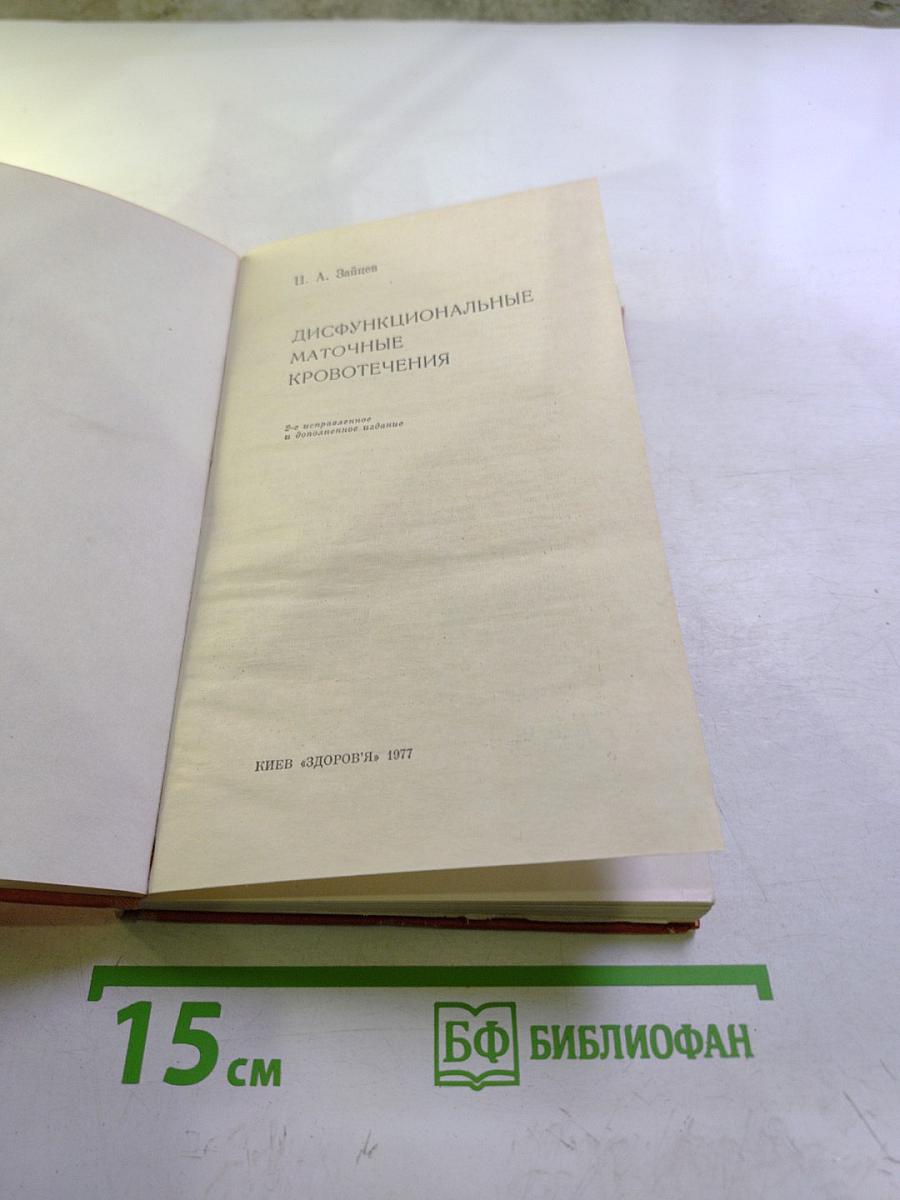 Н. А. Зайцев
ДИСФУНКЦИОНАЛЬНЫЕ
МАТОЧНЫЕ
КРОВОТЕЧЕНИЯ
2-е исправленное
и дополненное издание
КИЕВ «ЗДОРОВ'Я» 1977
15 см
БФ БИБЛИОФАН